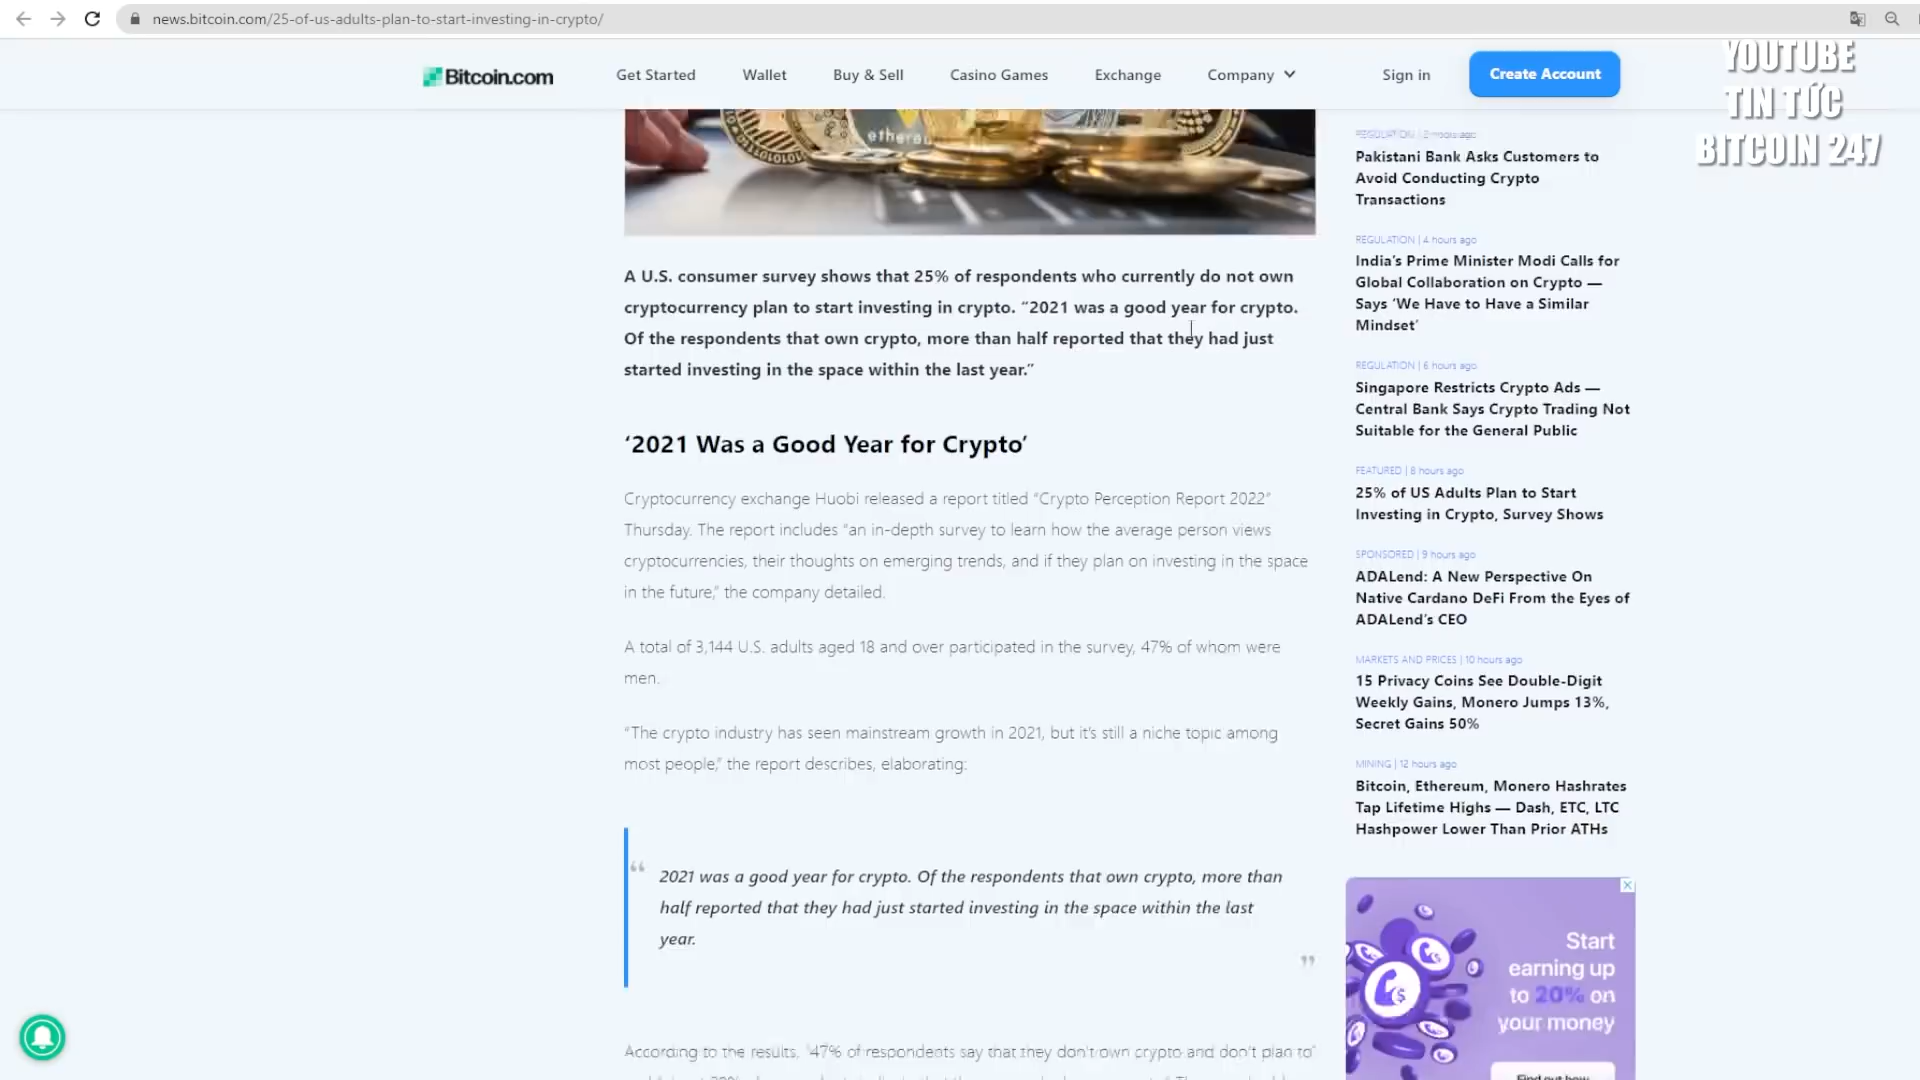 news.bitcoin.com/25-of-us-adults-plan-to-start-investing-in-crypto/
Bitcoin.com
Get Started
Wallet
Buy & Sell
Casino Games
Exchange
Company
Sign in
Create Account
YOUTUBE
TIN TỨC
BITCOIN 247
ethereu
A U.S. consumer survey shows that 25% of respondents who currently do not own
cryptocurrency plan to start investing in crypto. “2021 was a good year for crypto.
Of the respondents that own crypto, more than half reported that they had just
started investing in the space within the last year.”
‘2021 Was a Good Year for Crypto’
Cryptocurrency exchange Huobi released a report titled “Crypto Perception Report 2022”
Thursday. The report includes “an in-depth survey to learn how the average person views
cryptocurrencies, their thoughts on emerging trends, and if they plan on investing in the space
in the future,” the company detailed.
A total of 3,144 U.S. adults aged 18 and over participated in the survey, 47% of whom were
men.
“The crypto industry has seen mainstream growth in 2021, but it’s still a niche topic among
most people,” the report describes, elaborating:
“
2021 was a good year for crypto. Of the respondents that own crypto, more than
half reported that they had just started investing in the space within the last
year.
”
According to the results, “47% of respondents say that they don’t own crypto and don’t plan to”
REGULATION | 2 hours ago
Pakistani Bank Asks Customers to
Avoid Conducting Crypto
Transactions
REGULATION | 4 hours ago
India’s Prime Minister Modi Calls for
Global Collaboration on Crypto —
Says ‘We Have to Have a Similar
Mindset’
REGULATION | 6 hours ago
Singapore Restricts Crypto Ads —
Central Bank Says Crypto Trading Not
Suitable for the General Public
FEATURED | 8 hours ago
25% of US Adults Plan to Start
Investing in Crypto, Survey Shows
SPONSORED | 9 hours ago
ADALend: A New Perspective On
Native Cardano DeFi From the Eyes of
ADALend’s CEO
MARKETS AND PRICES | 10 hours ago
15 Privacy Coins See Double-Digit
Weekly Gains, Monero Jumps 13%,
Secret Gains 50%
MINING | 12 hours ago
Bitcoin, Ethereum, Monero Hashrates
Tap Lifetime Highs — Dash, ETC, LTC
Hashpower Lower Than Prior ATHs
Start
earning up
to 20% on
your money
Find out how